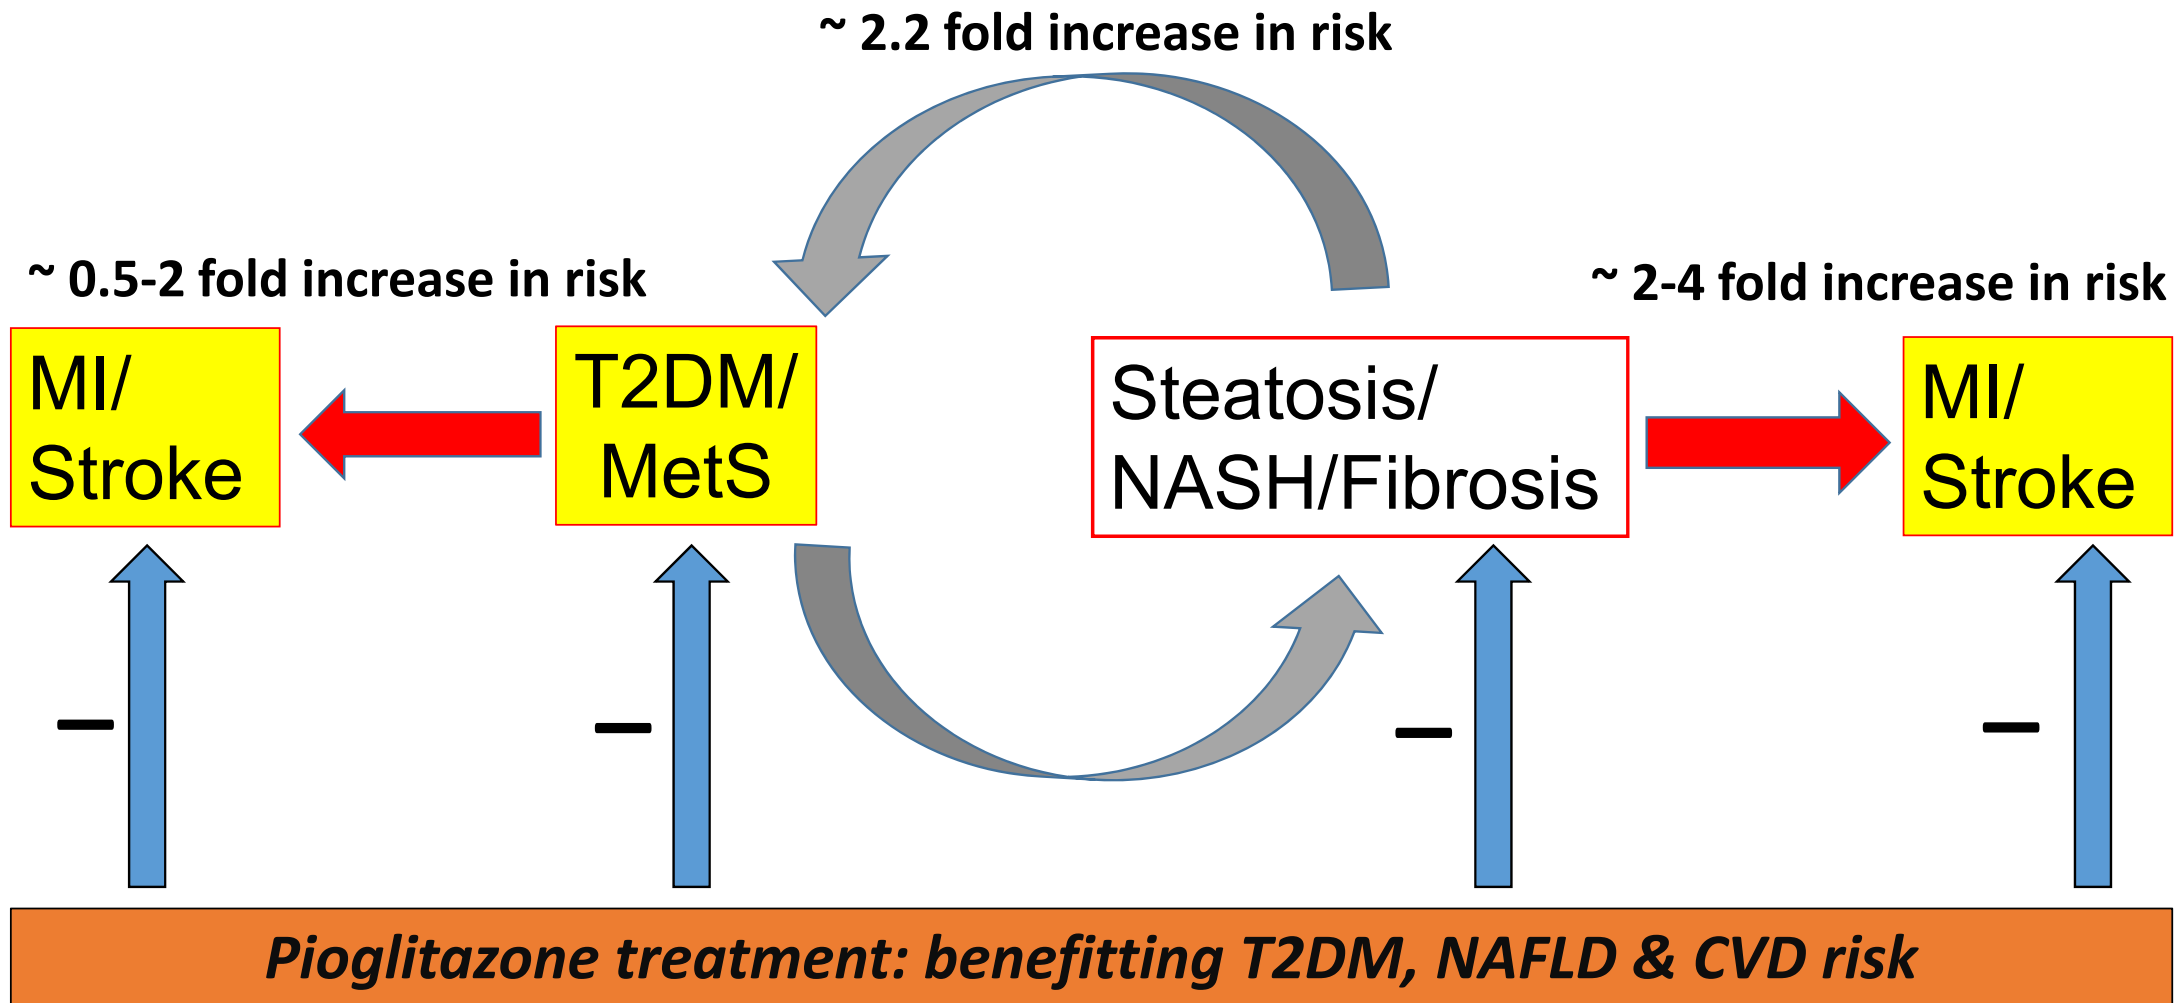 ~ 2.2 fold increase in risk
~ 0.5-2 fold increase in risk
~ 2-4 fold increase in risk
MI/
Stroke
T2DM/
MetS
Steatosis/
NASH/Fibrosis
MI/
Stroke
– – – –
Pioglitazone treatment: benefitting T2DM, NAFLD & CVD risk